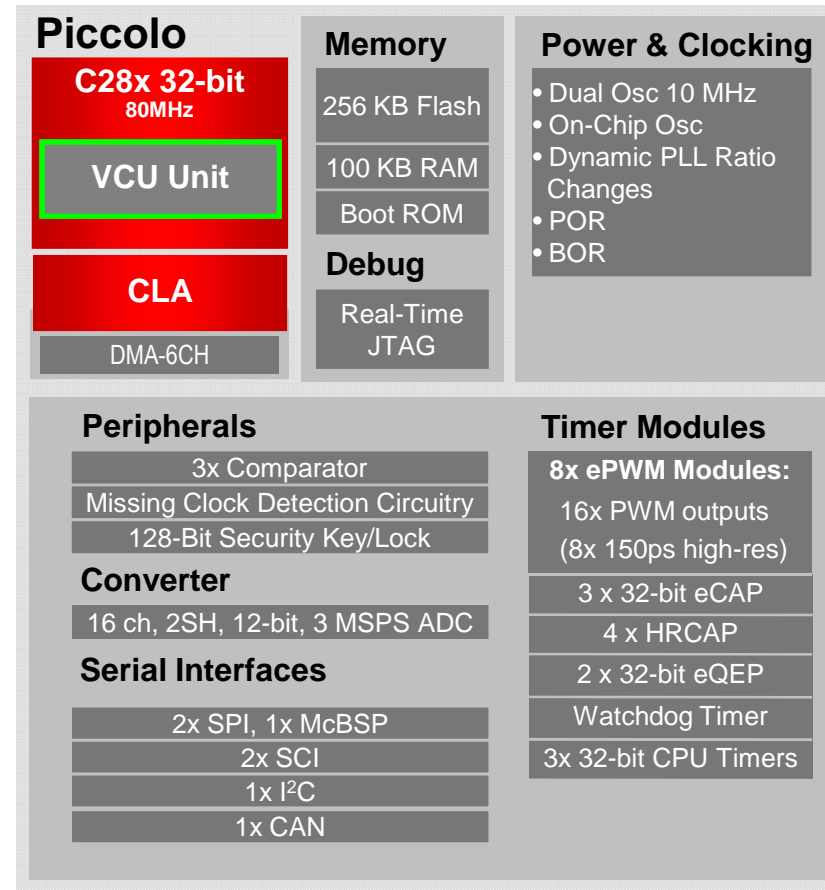 Piccolo
C28x 32-bit
80MHz
VCU Unit
CLA
DMA-6CH
Memory
256 KB Flash
100 KB RAM
Boot ROM
Debug
Real-Time
JTAG
Power & Clocking
• Dual Osc 10 MHz
• On-Chip Osc
• Dynamic PLL Ratio
Changes
• POR
• BOR
Peripherals
3x Comparator
Missing Clock Detection Circuitry
128-Bit Security Key/Lock
Converter
16 ch, 2SH, 12-bit, 3 MSPS ADC
Serial Interfaces
2x SPI, 1x McBSP
2x SCI
1x I²C
1x CAN
Timer Modules
8x ePWM Modules:
16x PWM outputs
(8x 150ps high-res)
3 x 32-bit eCAP
4 x HRCAP
2 x 32-bit eQEP
Watchdog Timer
3x 32-bit CPU Timers